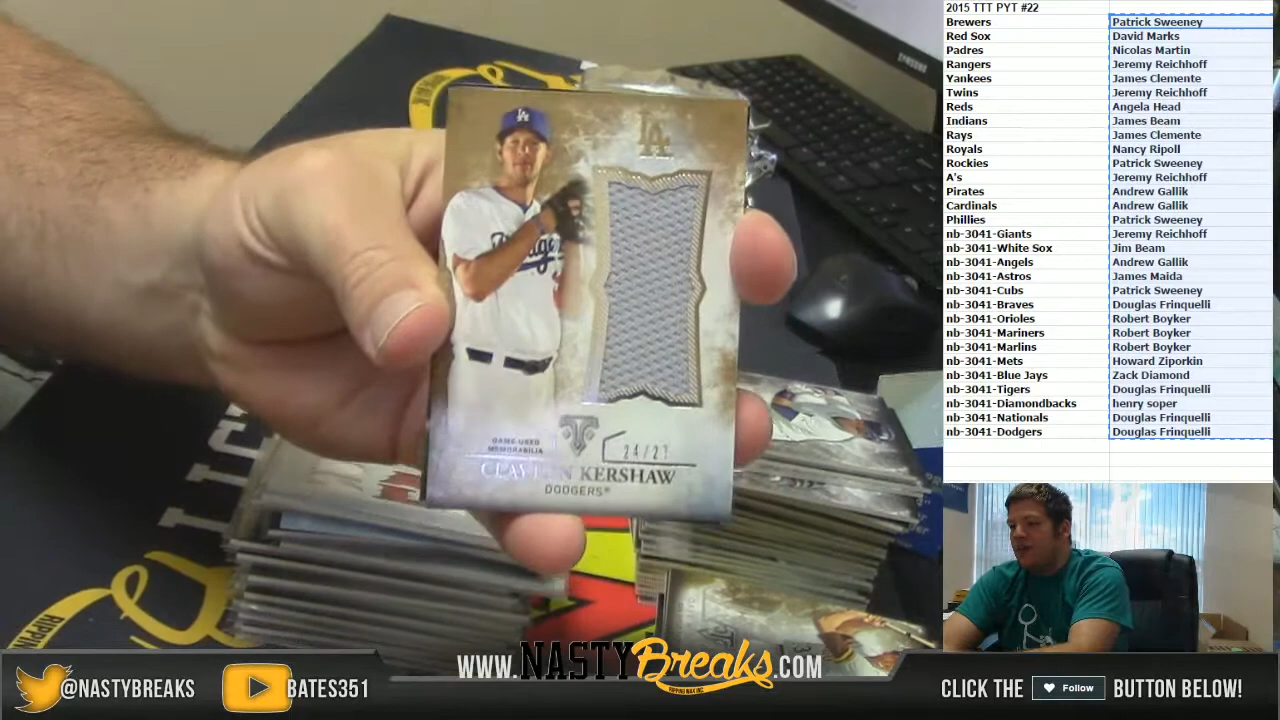 2015 TTT PYT #22
Brewers Patrick Sweeney
Red Sox David Marks
Padres Nicolas Martin
Rangers Jeremy Reichhoff
Yankees James Clemente
Twins Jeremy Reichhoff
Reds Angela Head
Indians James Beam
Rays James Clemente
Royals Nancy Ripoll
Rockies Patrick Sweeney
A's Jeremy Reichhoff
Pirates Andrew Gallik
Cardinals Andrew Gallik
Phillies Patrick Sweeney
nb-3041-Giants Jeremy Reichhoff
nb-3041-White Sox Jim Beam
nb-3041-Angels Andrew Gallik
nb-3041-Astros James Maida
nb-3041-Cubs Patrick Sweeney
nb-3041-Braves Douglas Frinquelli
nb-3041-Orioles Robert Boyker
nb-3041-Mariners Robert Boyker
nb-3041-Marlins Robert Boyker
nb-3041-Mets Howard Ziporkin
nb-3041-Blue Jays Zack Diamond
nb-3041-Tigers Douglas Frinquelli
nb-3041-Diamondbacks henry soper
nb-3041-Nationals Douglas Frinquelli
nb-3041-Dodgers Douglas Frinquelli
SAMSUNG
LA
LA
Dodgers
GAME-USED
MEMORABILIA
24/27
CLAYTON KERSHAW
DODGERS
RIPPIN
@NASTYBREAKS
BATES351
WWW.NASTYBreaks.COM
RIPPING WAX INC
CLICK THE Follow BUTTON BELOW!